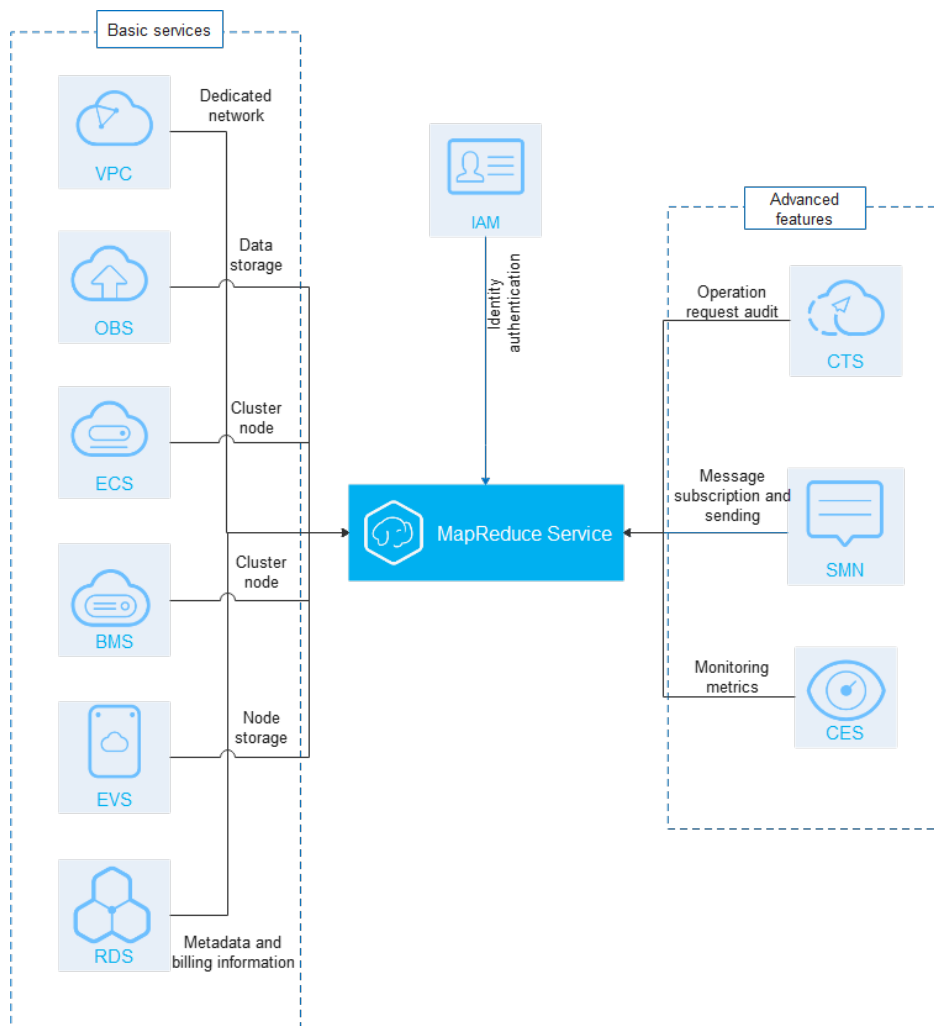 Basic services
Dedicated
network
VPC
Data
storage
OBS
Cluster
node
ECS
Cluster
node
BMS
Node
storage
EVS
RDS
Metadata and
billing information
IAM
Identity
authentication
MapReduce Service
Advanced
features
Operation
request audit
CTS
Message
subscription and
sending
SMN
Monitoring
metrics
CES